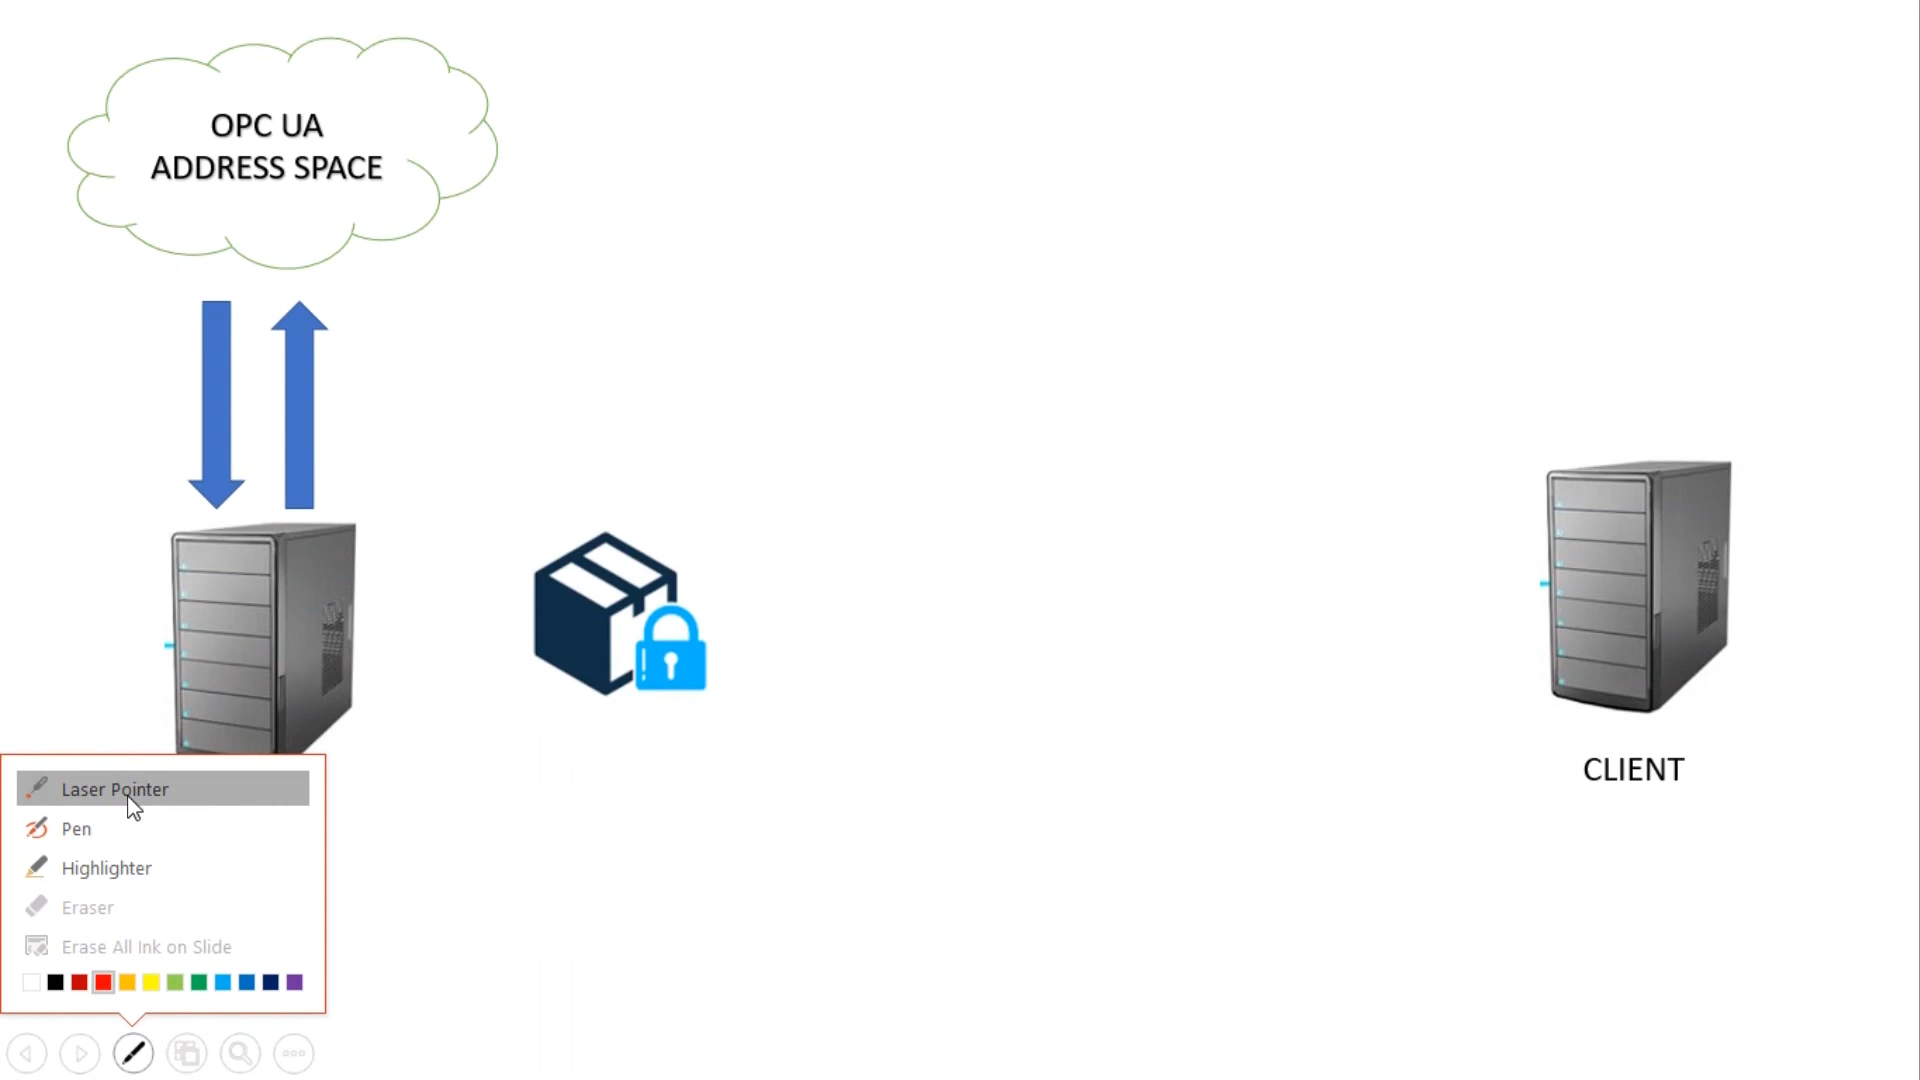 OPC UA
ADDRESS SPACE
CLIENT
Laser Pointer
Pen
Highlighter
Eraser
Erase All Ink on Slide